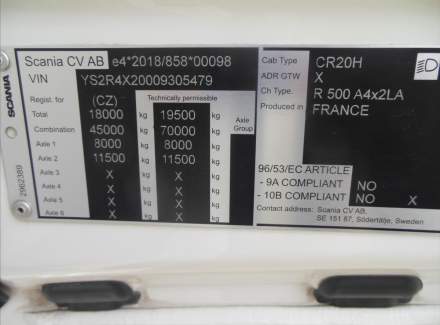 SCANIA
Scania CV AB e4*2018/858*00098
VIN YS2R4X20009305479
Regist. for (CZ) Technically permissible
Total 18000 kg 19500 kg
Combination 45000 kg 70000 kg Axle Group
Axle 1 8000 kg 8000 kg
Axle 2 11500 kg 11500 kg
Axle 3 X kg X kg
Axle 4 X kg X kg
Axle 5 X kg X kg
Axle 6 X kg X kg
2962389
Cab Type CR20H
ADR GTW X
Ch Type. R 500 A4x2LA
Produced in FRANCE
96/53/EC ARTICLE
- 9A COMPLIANT NO
- 10B COMPLIANT NO X
Contact address: Scania CV AB,
SE 151 87, Södertälje, Sweden